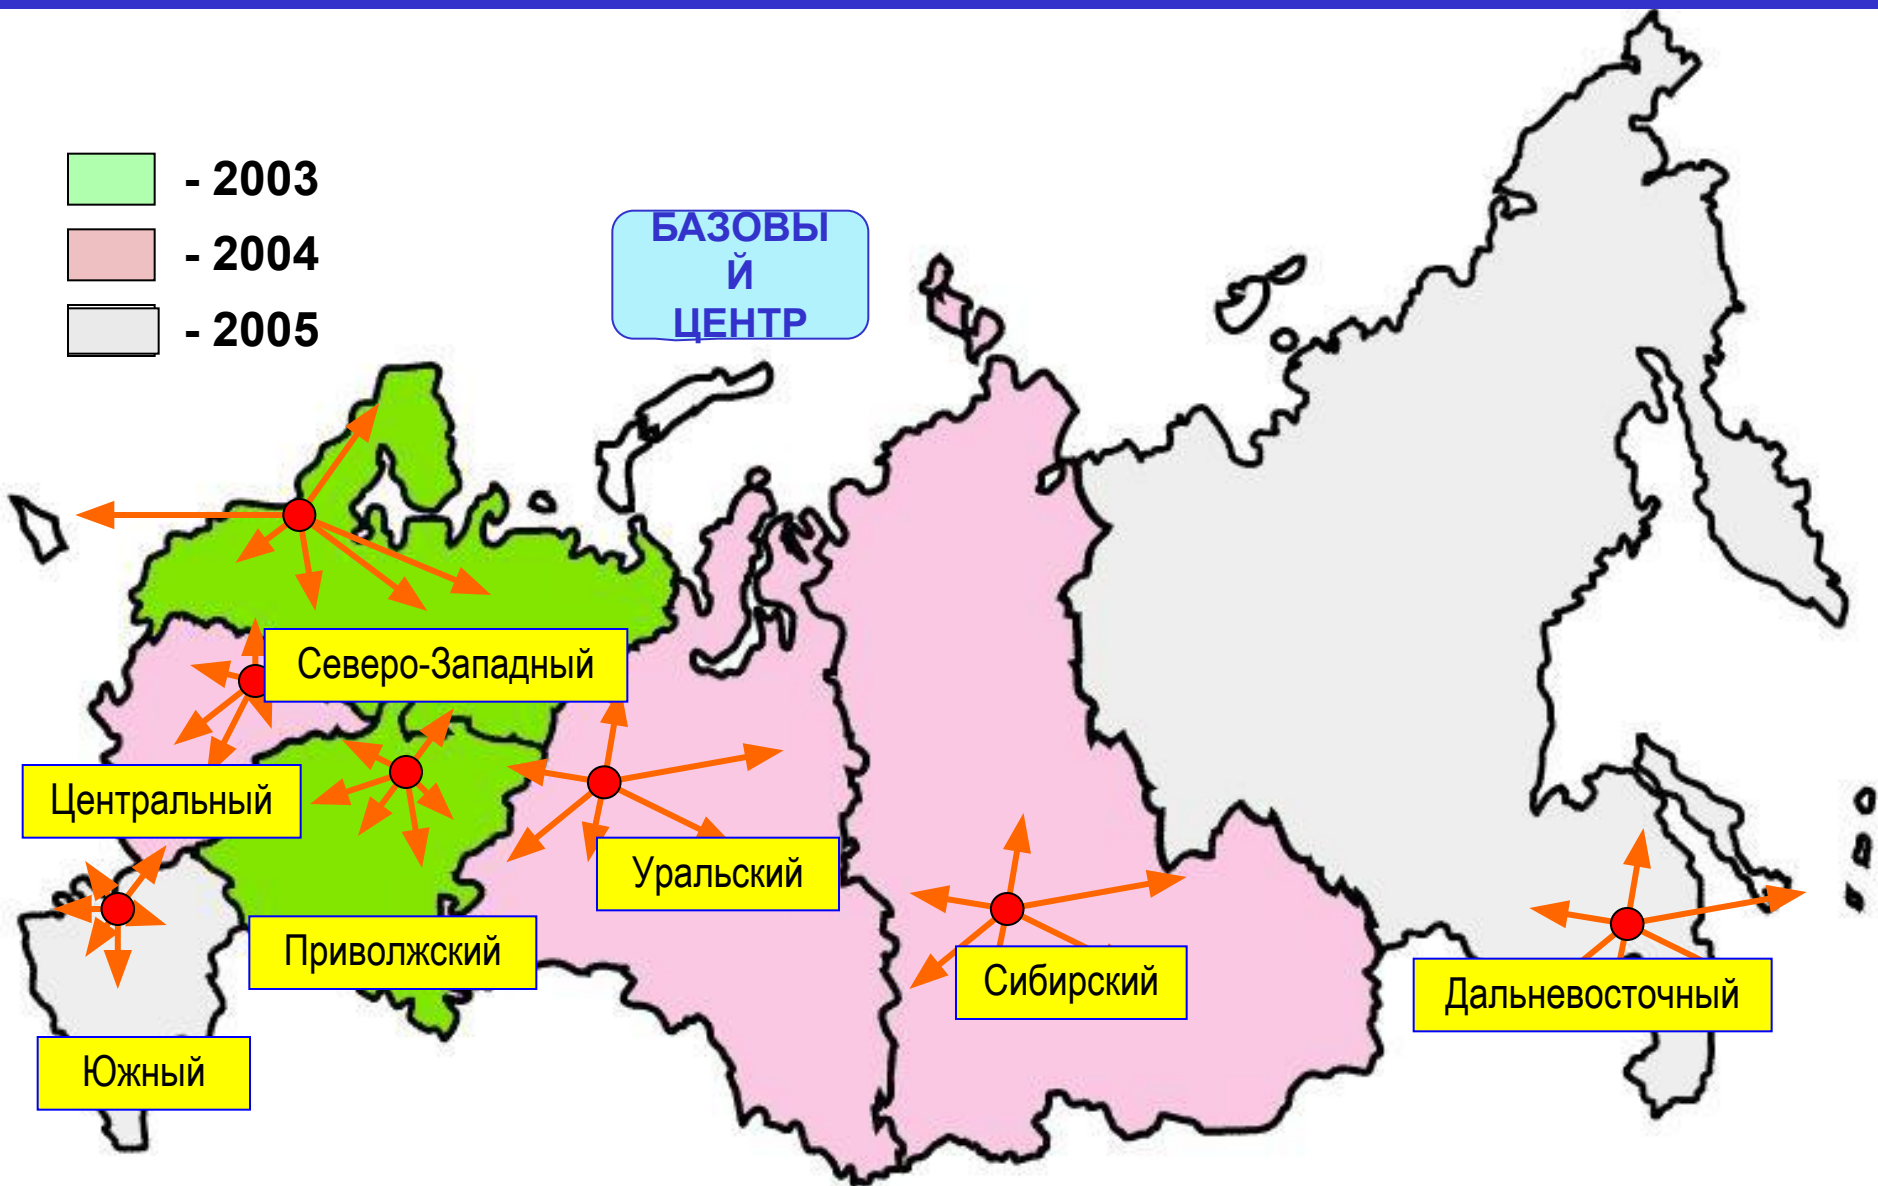 - 2003
- 2004
- 2005
БАЗОВЫ
Й
ЦЕНТР
Северо-Западный
Центральный
Уральский
Приволжский
Сибирский
Дальневосточный
Южный